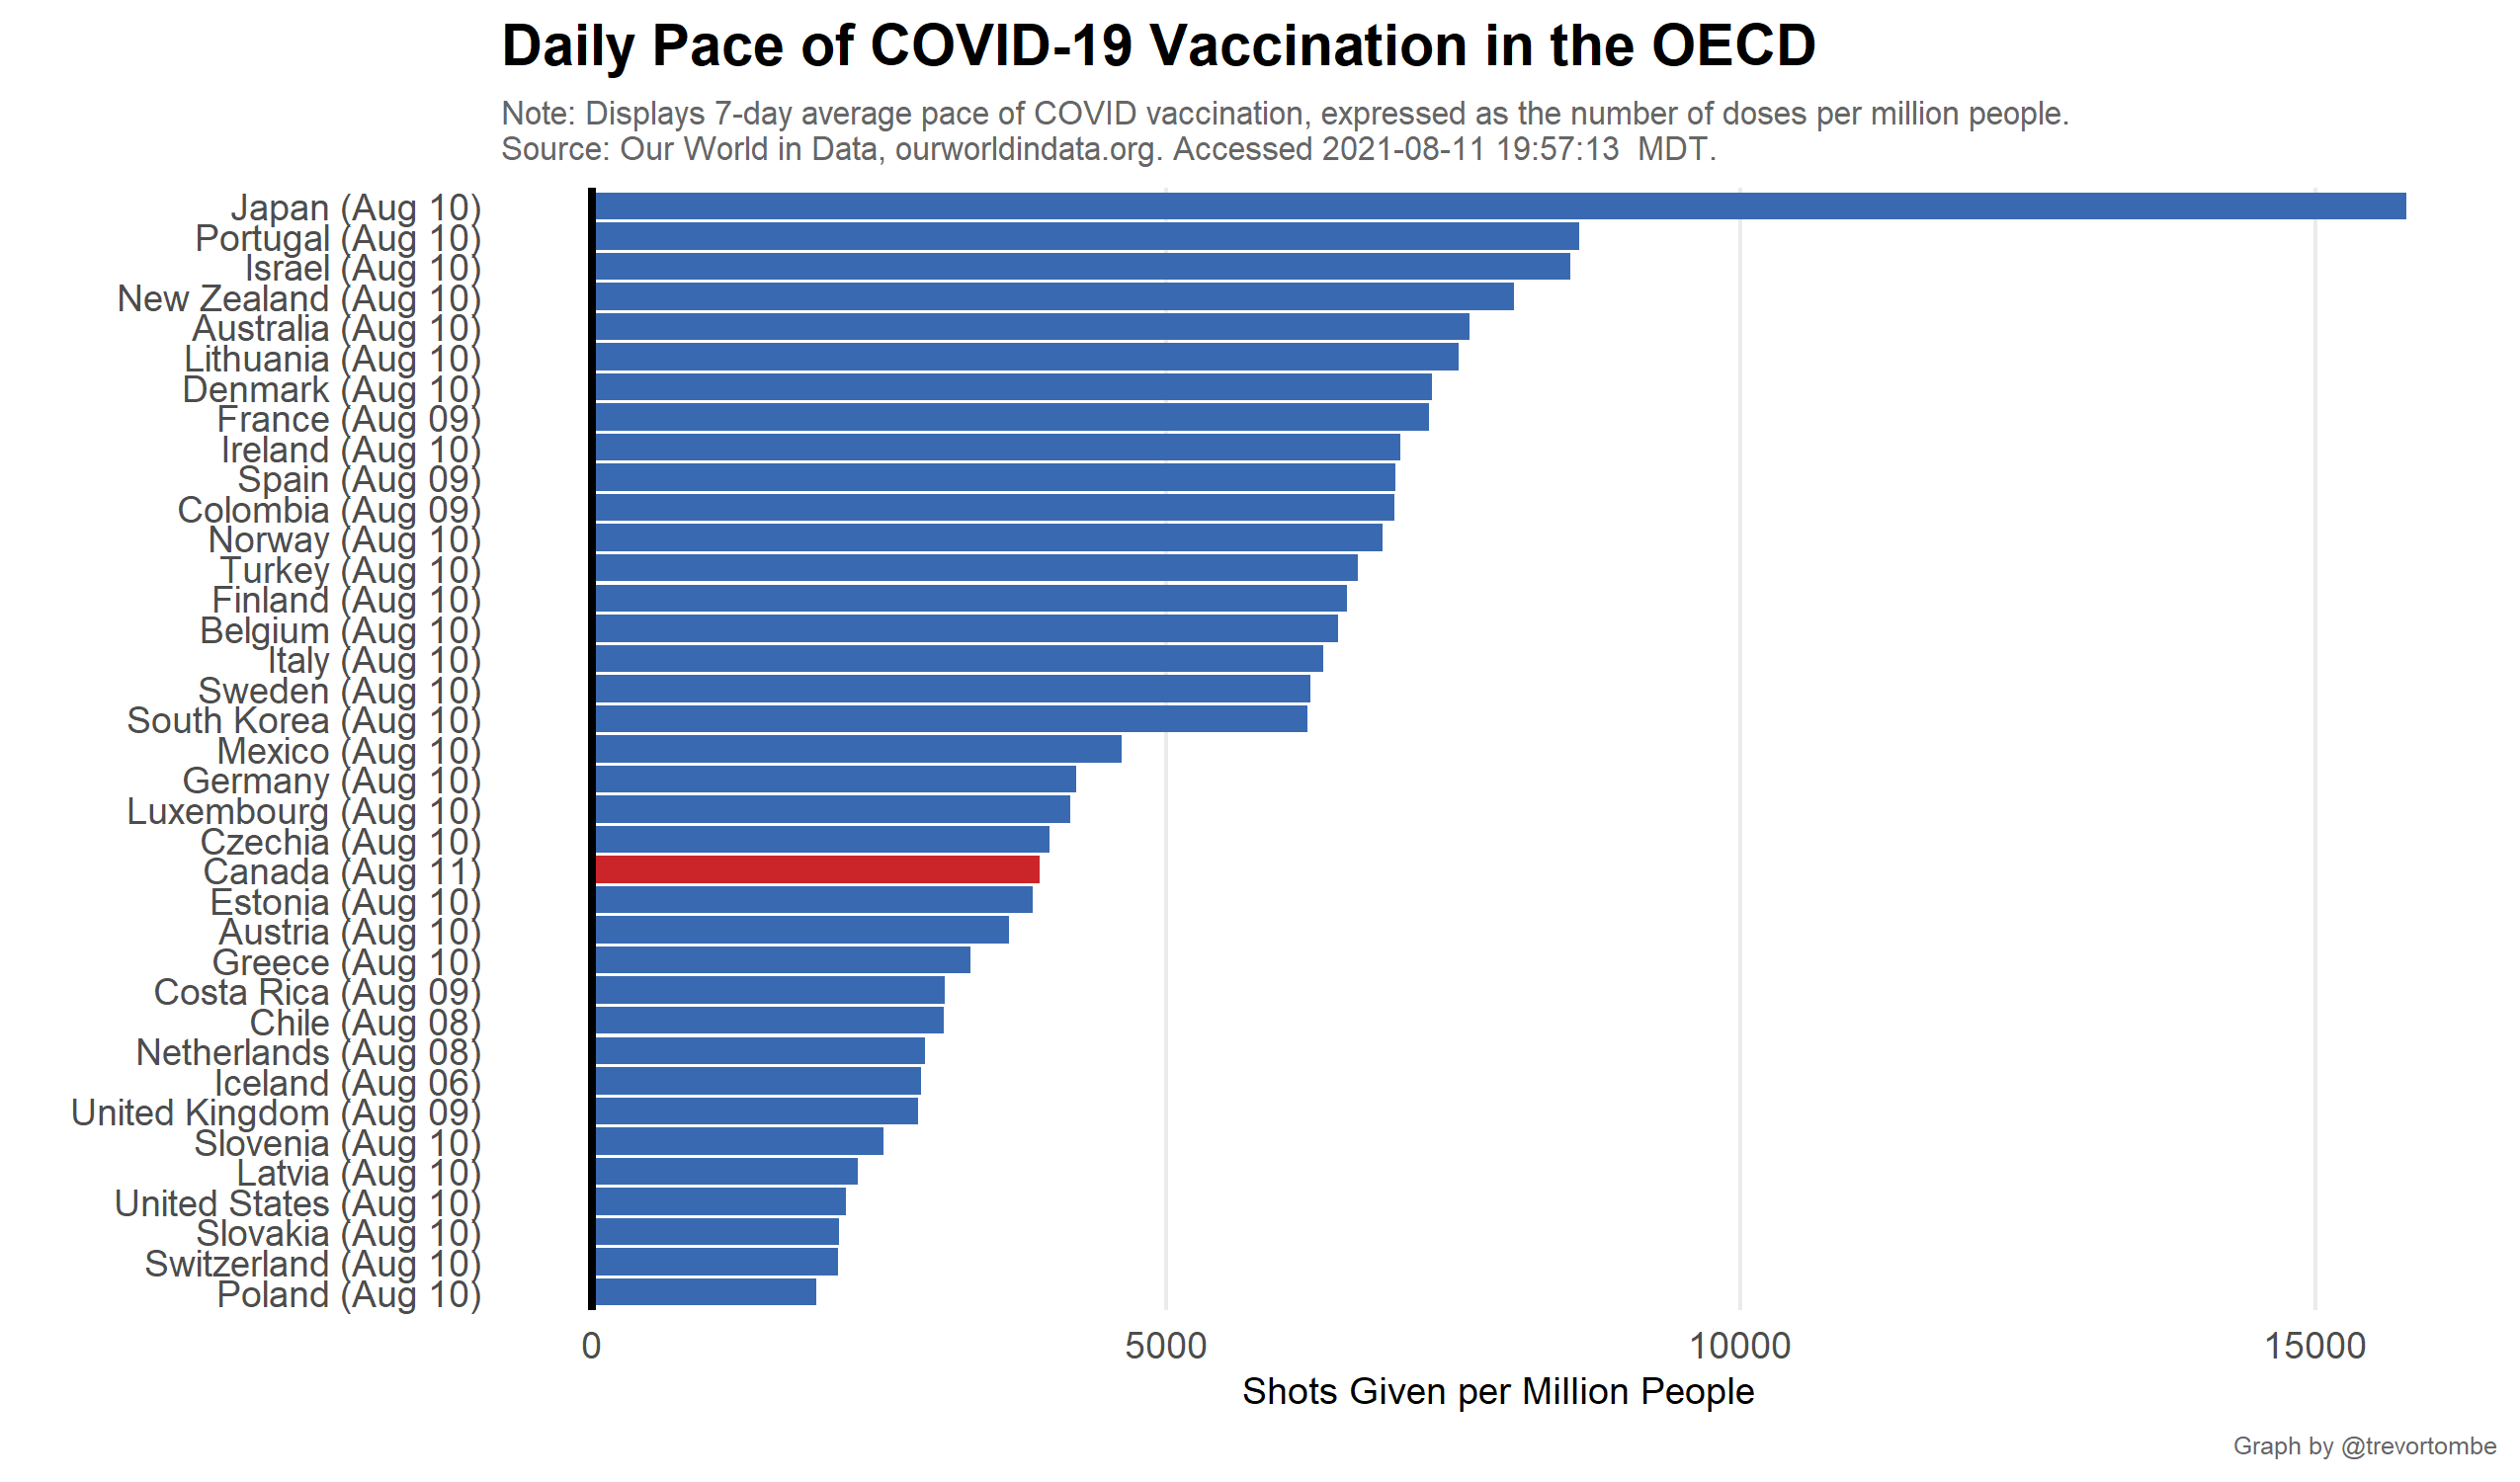 Daily Pace of COVID-19 Vaccination in the OECD
Note: Displays 7-day average pace of COVID vaccination, expressed as the number of doses per million people.
Source: Our World in Data, ourworldindata.org. Accessed 2021-08-11 19:57:13  MDT.
Japan (Aug 10)
Portugal (Aug 10)
Israel (Aug 10)
New Zealand (Aug 10)
Australia (Aug 10)
Lithuania (Aug 10)
Denmark (Aug 10)
France (Aug 09)
Ireland (Aug 10)
Spain (Aug 09)
Colombia (Aug 09)
Norway (Aug 10)
Turkey (Aug 10)
Finland (Aug 10)
Belgium (Aug 10)
Italy (Aug 10)
Sweden (Aug 10)
South Korea (Aug 10)
Mexico (Aug 10)
Germany (Aug 10)
Luxembourg (Aug 10)
Czechia (Aug 10)
Canada (Aug 11)
Estonia (Aug 10)
Austria (Aug 10)
Greece (Aug 10)
Costa Rica (Aug 09)
Chile (Aug 08)
Netherlands (Aug 08)
Iceland (Aug 06)
United Kingdom (Aug 09)
Slovenia (Aug 10)
Latvia (Aug 10)
United States (Aug 10)
Slovakia (Aug 10)
Switzerland (Aug 10)
Poland (Aug 10)
0 5000 10000 15000
Shots Given per Million People
Graph by @trevortombe